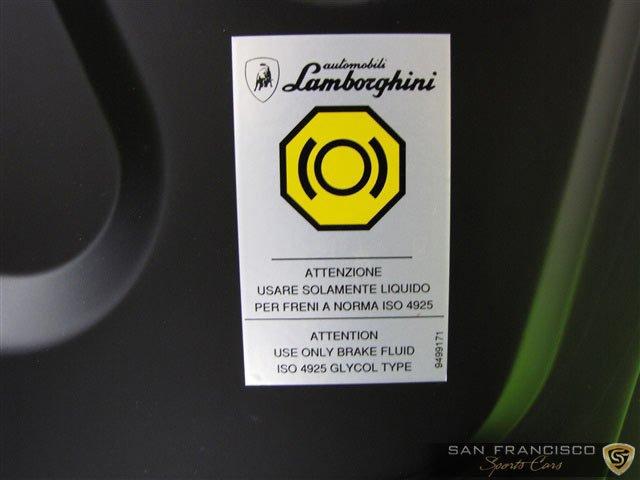 automobili
Lamborghini
ATTENZIONE
USARE SOLAMENTE LIQUIDO
PER FRENI A NORMA ISO 4925
ATTENTION
USE ONLY BRAKE FLUID
ISO 4925 GLYCOL TYPE
9499171
SAN FRANCISCO
Sports Cars